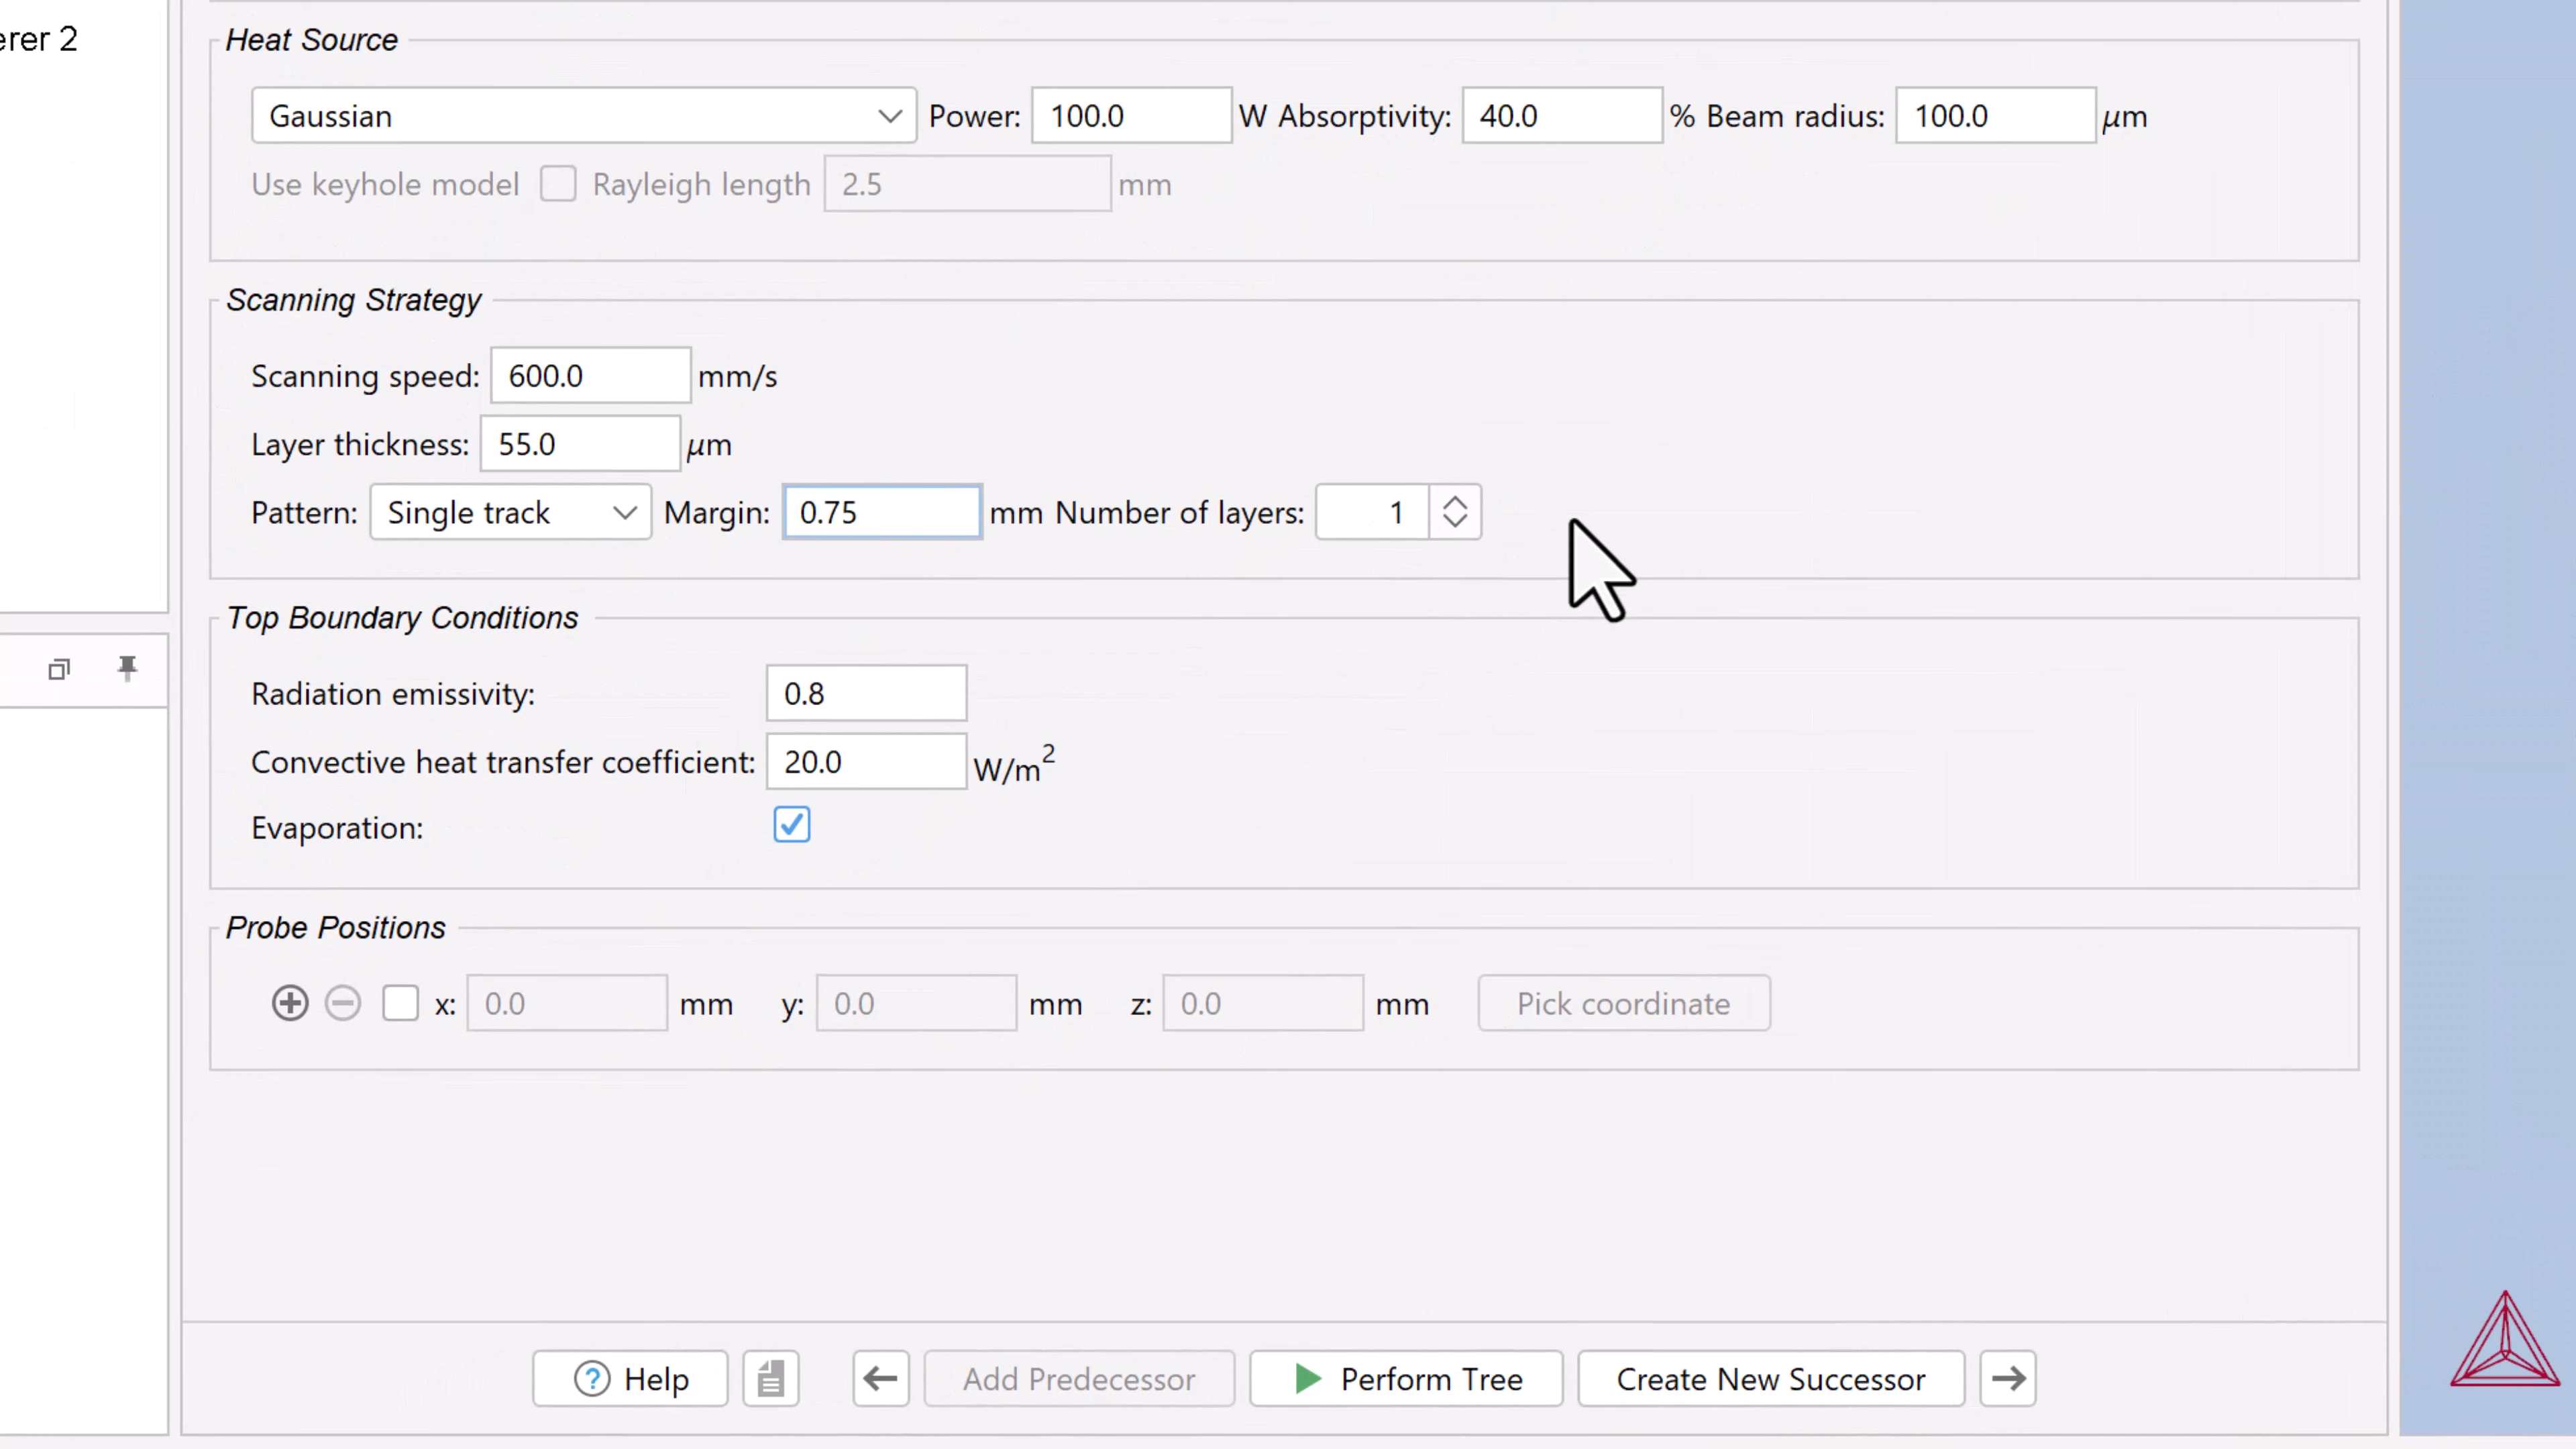 erer 2
Heat Source
Gaussian Power: 100.0 W Absorptivity: 40.0 % Beam radius: 100.0 μm
Use keyhole model Rayleigh length 2.5 mm
Scanning Strategy
Scanning speed: 600.0 mm/s
Layer thickness: 55.0 μm
Pattern: Single track Margin: 0.75 mm Number of layers: 1
Top Boundary Conditions
Radiation emissivity: 0.8
Convective heat transfer coefficient: 20.0 W/m²
Evaporation:
Probe Positions
x: 0.0 mm y: 0.0 mm z: 0.0 mm Pick coordinate
Help Add Predecessor Perform Tree Create New Successor